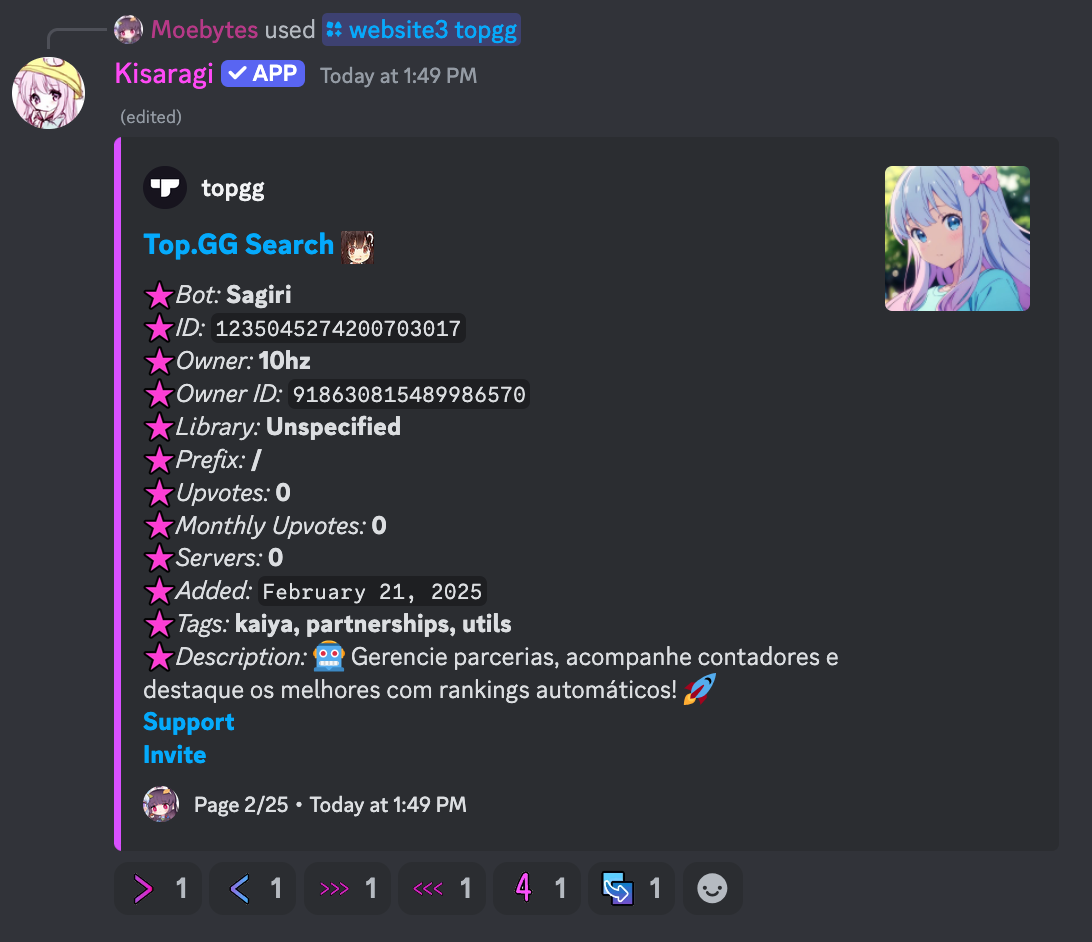 Moebytes used website3 topgg
Kisaragi APP Today at 1:49 PM
(edited)
topgg
Top.GG Search
Bot: Sagiri
ID: 1235045274200703017
Owner: 10hz
Owner ID: 918630815489986570
Library: Unspecified
Prefix: /
Upvotes: 0
Monthly Upvotes: 0
Servers: 0
Added: February 21, 2025
Tags: kaiya, partnerships, utils
Description: 🤖 Gerencie parcerias, acompanhe contadores e
destaque os melhores com rankings automáticos! 🚀
Support
Invite
Page 2/25 • Today at 1:49 PM
> 1 < 1 >>> 1 <<< 1 4 1 1